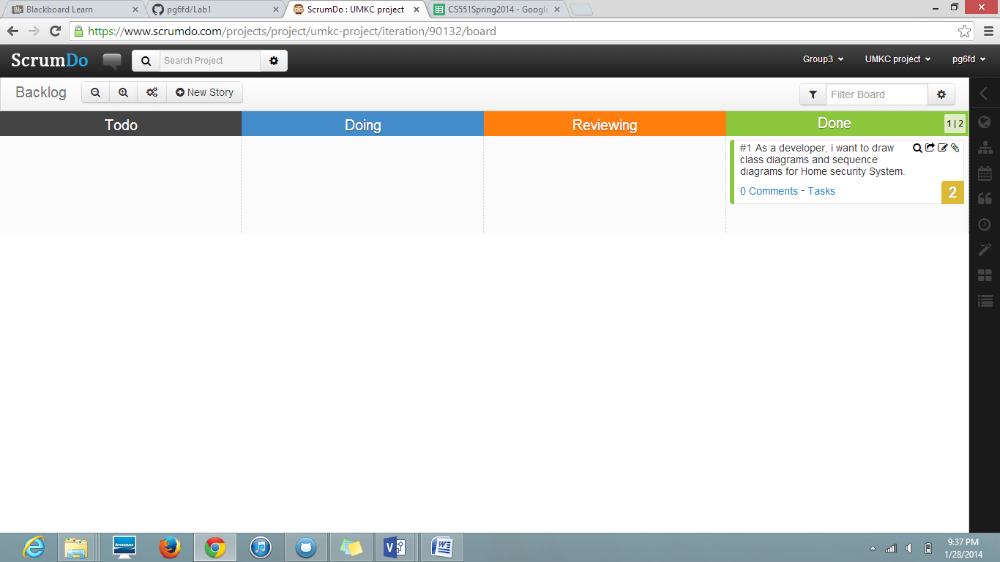 Blackboard Learn
pg6fd/Lab1
ScrumDo : UMKC project
CS551Spring2014 - Google
https://www.scrumdo.com/projects/project/umkc-project/iteration/90132/board
ScrumDo
Search Project
Group3
UMKC project
pg6fd
Backlog
New Story
Filter Board
Todo
Doing
Reviewing
Done
1 | 2
#1 As a developer, i want to draw
class diagrams and sequence
diagrams for Home security System.
0 Comments - Tasks
2
lenovo
9:37 PM
1/28/2014